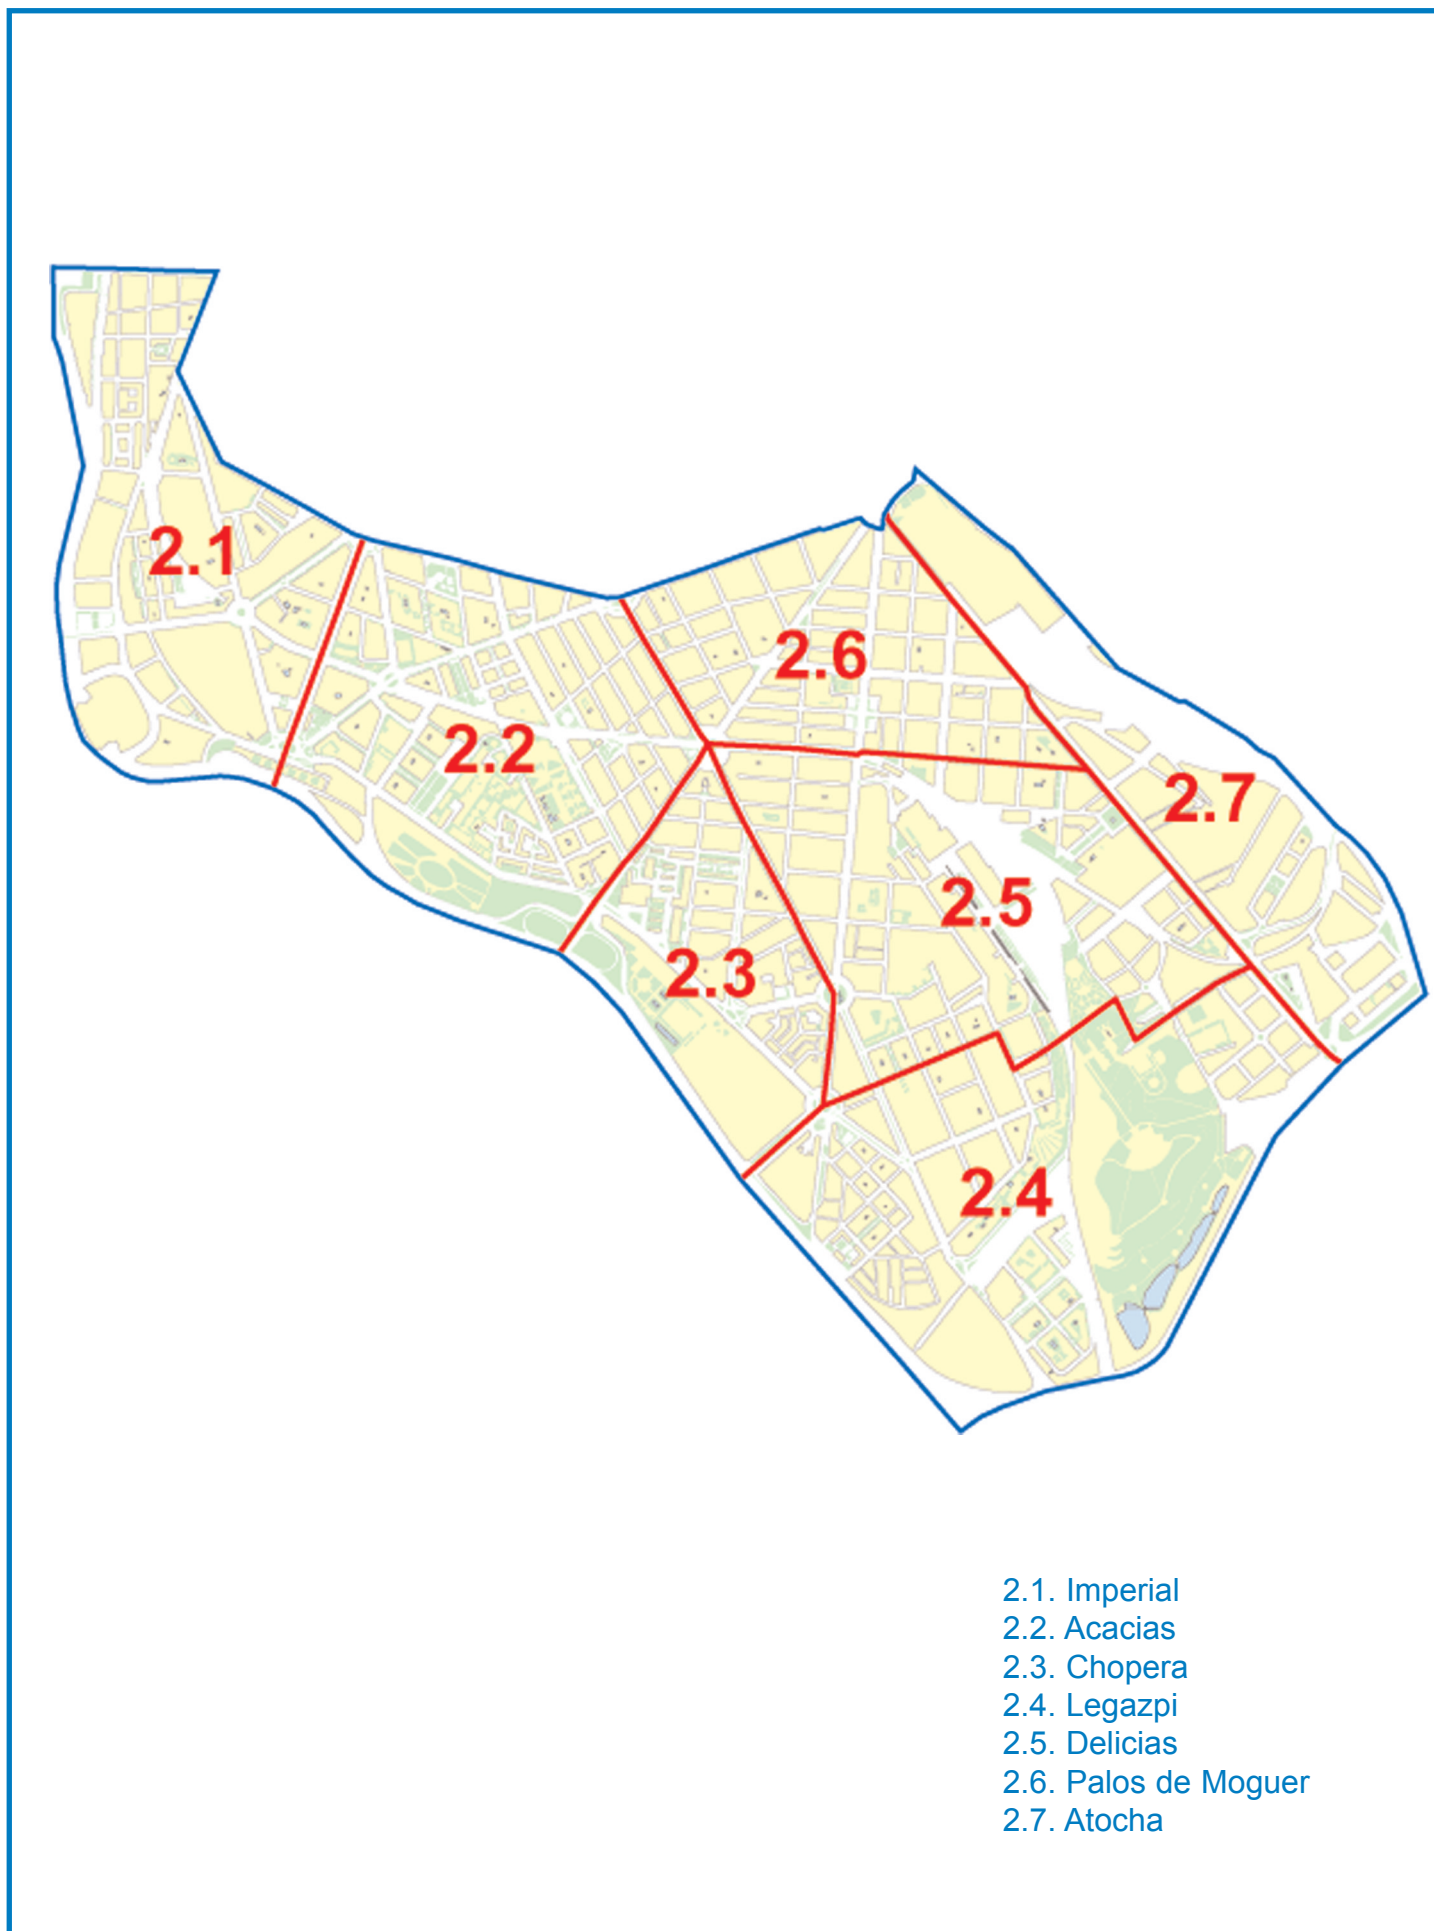 2.1
2.2
2.6
2.7
2.5
2.3
2.4
2.1. Imperial
2.2. Acacias
2.3. Chopera
2.4. Legazpi
2.5. Delicias
2.6. Palos de Moguer
2.7. Atocha